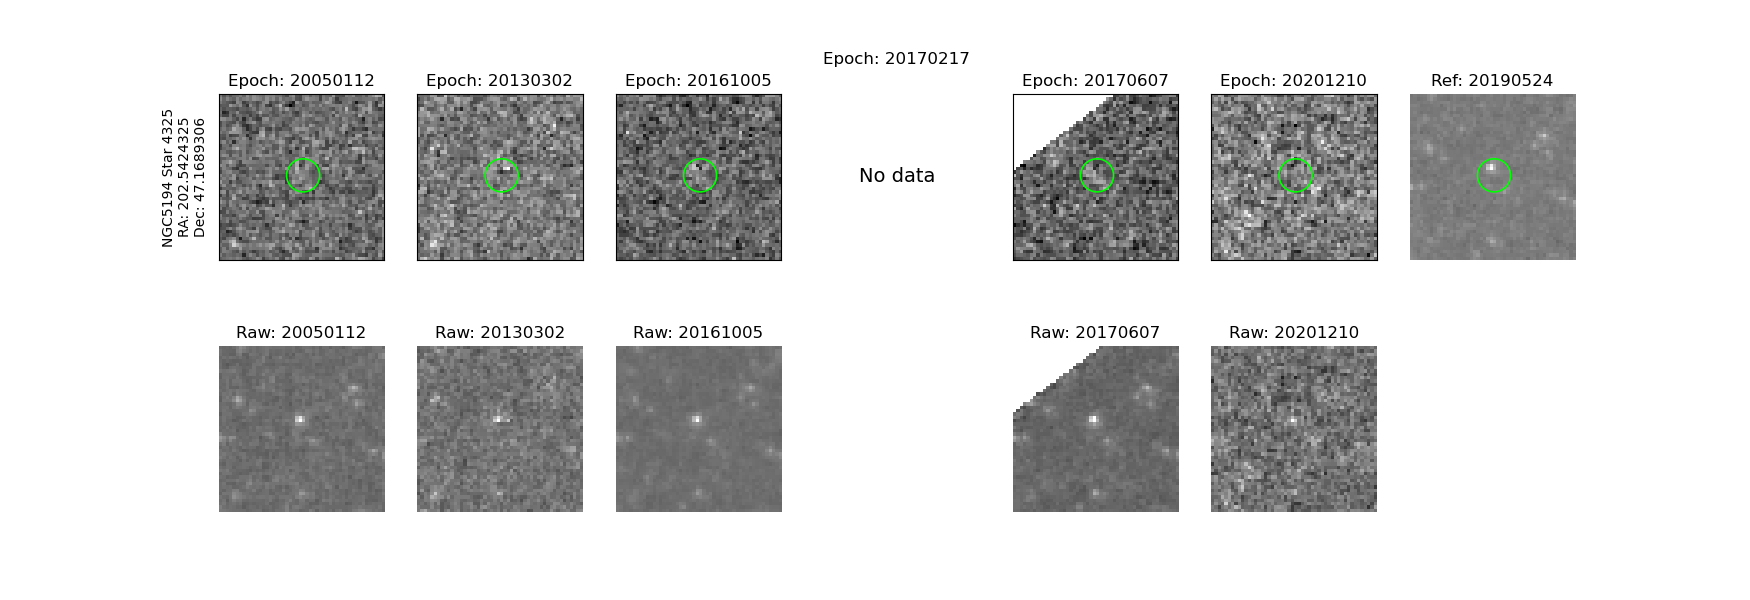 Epoch: 20170217
Epoch: 20050112
Epoch: 20130302
Epoch: 20161005
Epoch: 20170607
Epoch: 20201210
Ref: 20190524
NGC5194 Star 4325
RA: 202.5424325
Dec: 47.1689306
No data
Raw: 20050112
Raw: 20130302
Raw: 20161005
Raw: 20170607
Raw: 20201210